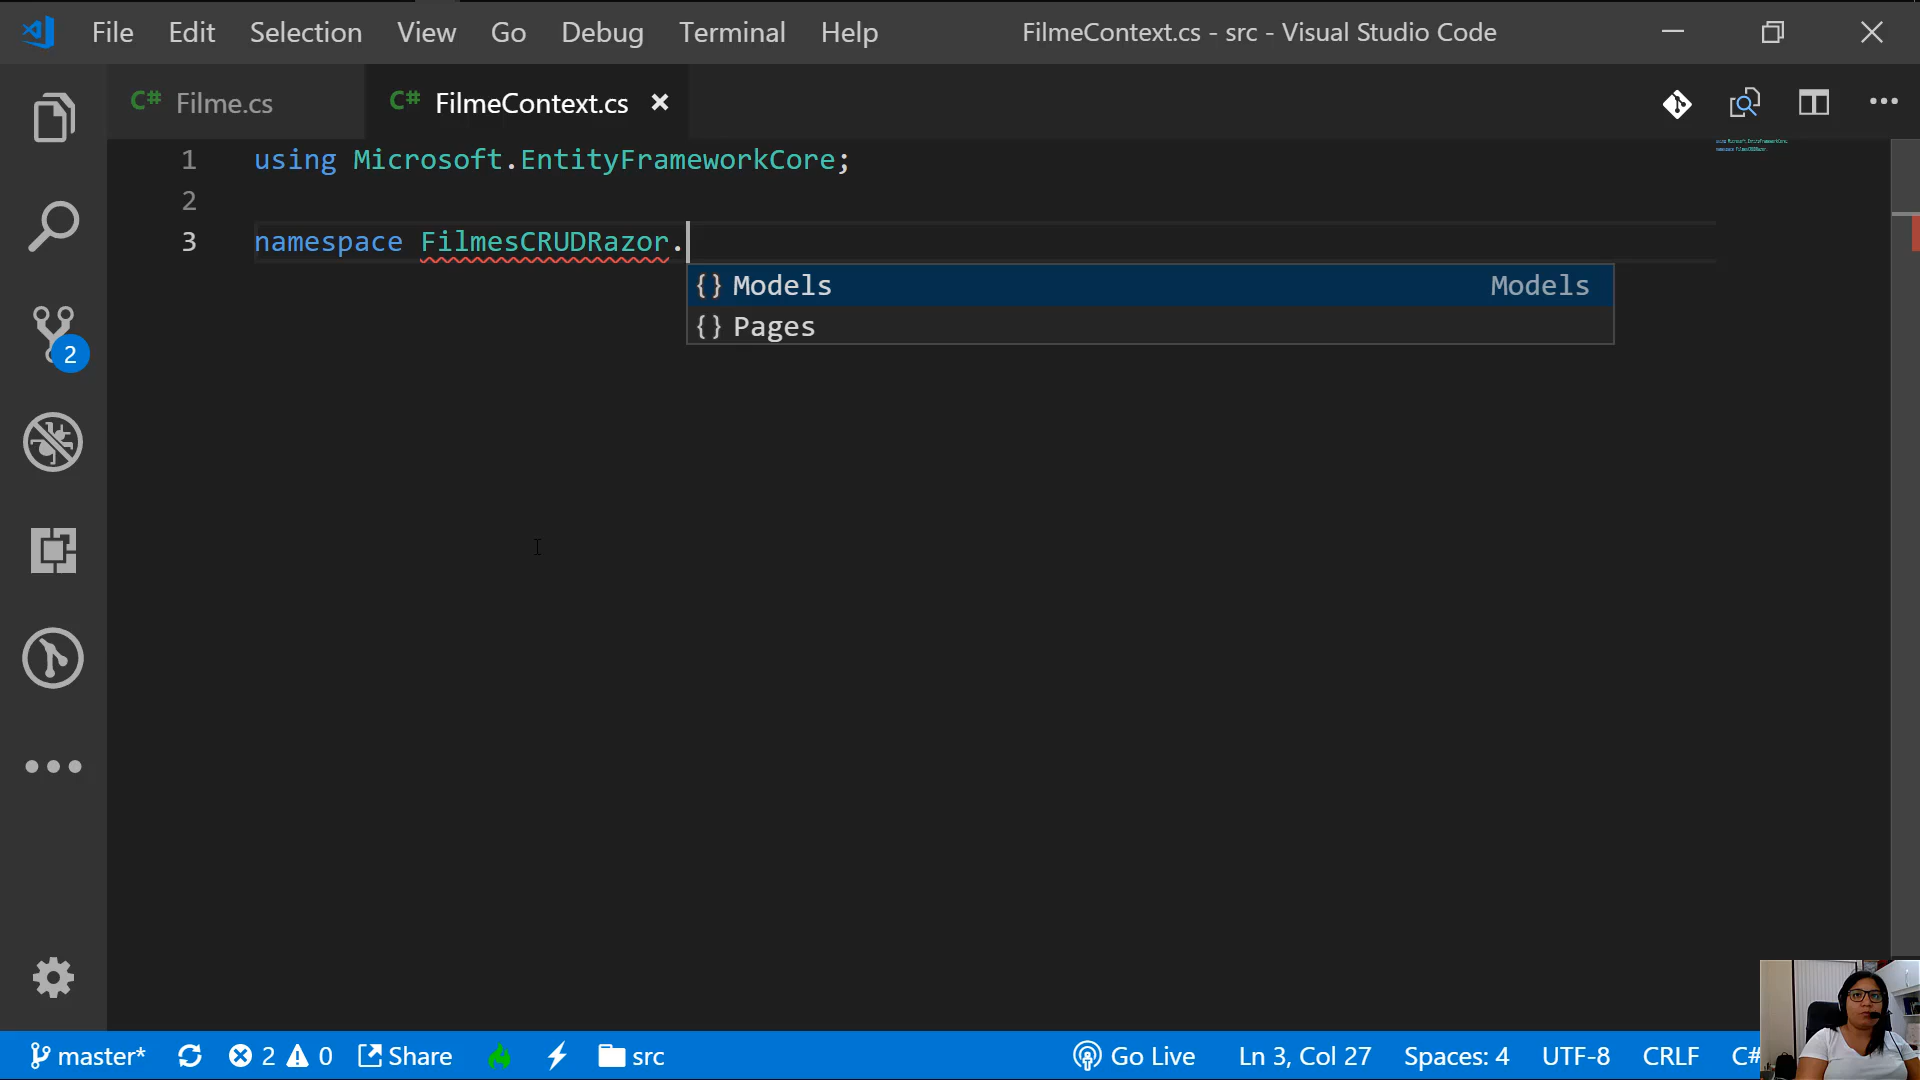 File Edit Selection View Go Debug Terminal Help FilmeContext.cs - src - Visual Studio Code
C# Filme.cs C# FilmeContext.cs
1 using Microsoft.EntityFrameworkCore;
2
3 namespace FilmesCRUDRazor.
{} Models Models
{} Pages
2
master* 2 0 Share src Go Live Ln 3, Col 27 Spaces: 4 UTF-8 CRLF C#